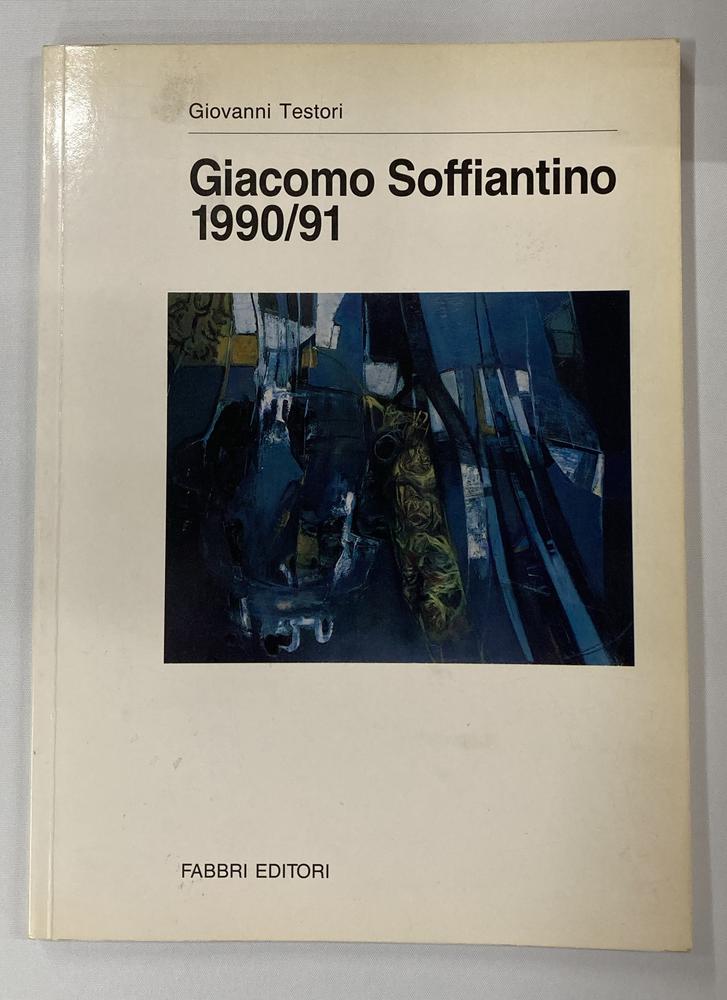 Giovanni Testori
Giacomo Soffiantino
1990/91
FABBRI EDITORI